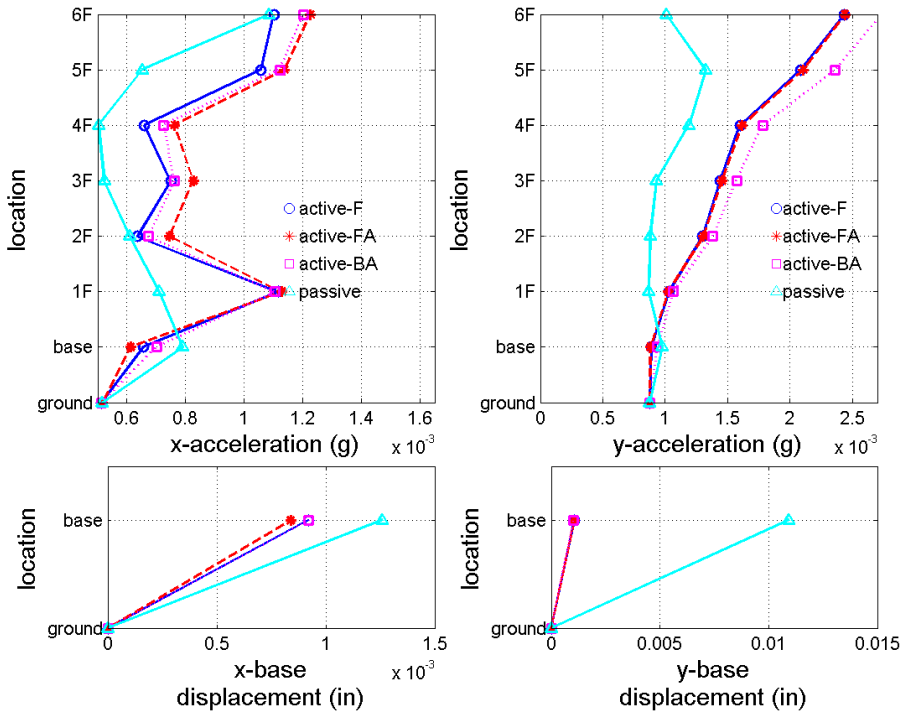 6F
5F
4F
3F
2F
1F
base
ground
location
active-F
active-FA
active-BA
passive
0.6 0.8 1 1.2 1.4 1.6
x-acceleration (g)
x 10⁻³
6F
5F
4F
3F
2F
1F
base
ground
location
active-F
active-FA
active-BA
passive
0 0.5 1 1.5 2 2.5
y-acceleration (g)
x 10⁻³
base
ground
location
0 0.5 1 1.5
x-base
displacement (in)
x 10⁻³
base
ground
location
0 0.005 0.01 0.015
y-base
displacement (in)